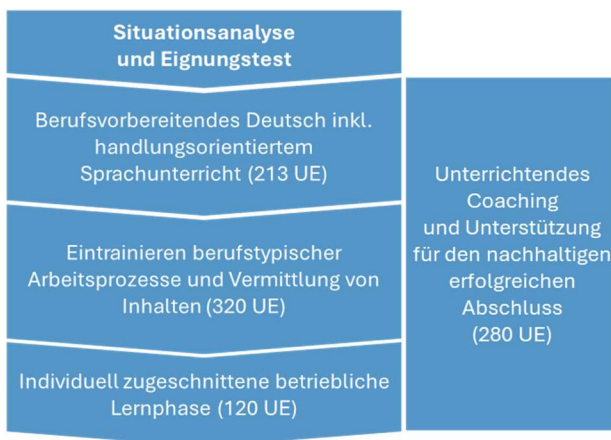 Situationsanalyse
und Eignungstest
Berufsvorbereitendes Deutsch inkl.
handlungsorientiertem
Sprachunterricht (213 UE)
Eintrainieren berufstypischer
Arbeitsprozesse und Vermittlung von
Inhalten (320 UE)
Individuell zugeschnittene betriebliche
Lernphase (120 UE)
Unterrichtendes
Coaching
und Unterstützung
für den nachhaltigen
erfolgreichen
Abschluss
(280 UE)